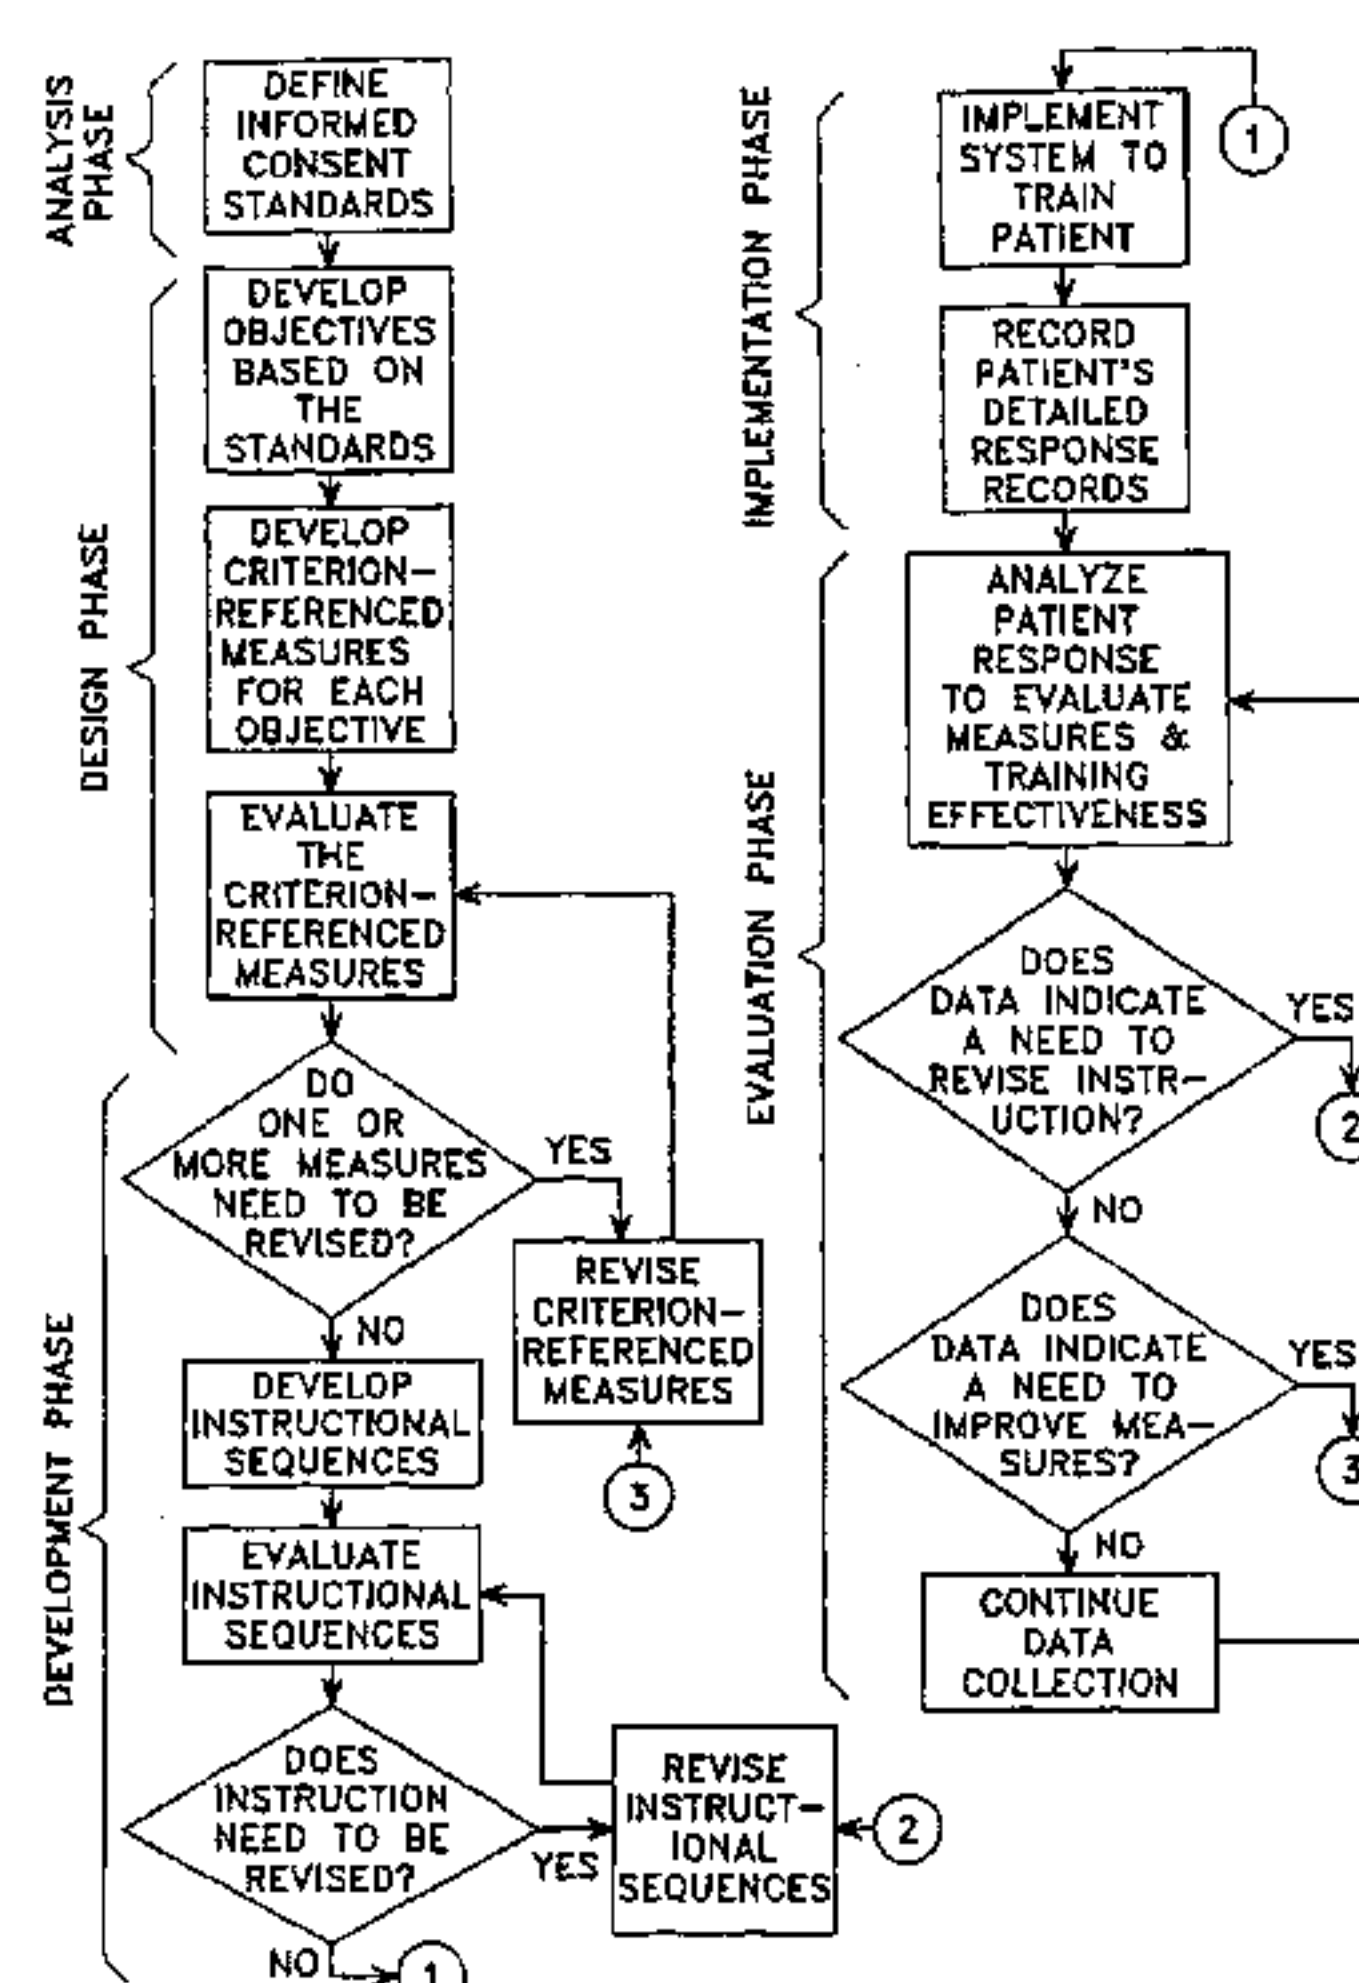 ANALYSIS
PHASE
DEFINE
INFORMED
CONSENT
STANDARDS
DESIGN PHASE
DEVELOP
OBJECTIVES
BASED ON
THE
STANDARDS
DEVELOP
CRITERION-
REFERENCED
MEASURES
FOR EACH
OBJECTIVE
EVALUATE
THE
CRITERION-
REFERENCED
MEASURES
DEVELOPMENT PHASE
DO
ONE OR
MORE MEASURES
NEED TO BE
REVISED?
YES
NO
REVISE
CRITERION-
REFERENCED
MEASURES
3
DEVELOP
INSTRUCTIONAL
SEQUENCES
EVALUATE
INSTRUCTIONAL
SEQUENCES
DOES
INSTRUCTION
NEED TO BE
REVISED?
YES
REVISE
INSTRUCT-
IONAL
SEQUENCES
2
NO
1
IMPLEMENTATION PHASE
1
IMPLEMENT
SYSTEM TO
TRAIN
PATIENT
RECORD
PATIENT'S
DETAILED
RESPONSE
RECORDS
EVALUATION PHASE
ANALYZE
PATIENT
RESPONSE
TO EVALUATE
MEASURES &
TRAINING
EFFECTIVENESS
DOES
DATA INDICATE
A NEED TO
REVISE INSTR-
UCTION?
YES
2
NO
DOES
DATA INDICATE
A NEED TO
IMPROVE MEA-
SURES?
YES
3
NO
CONTINUE
DATA
COLLECTION